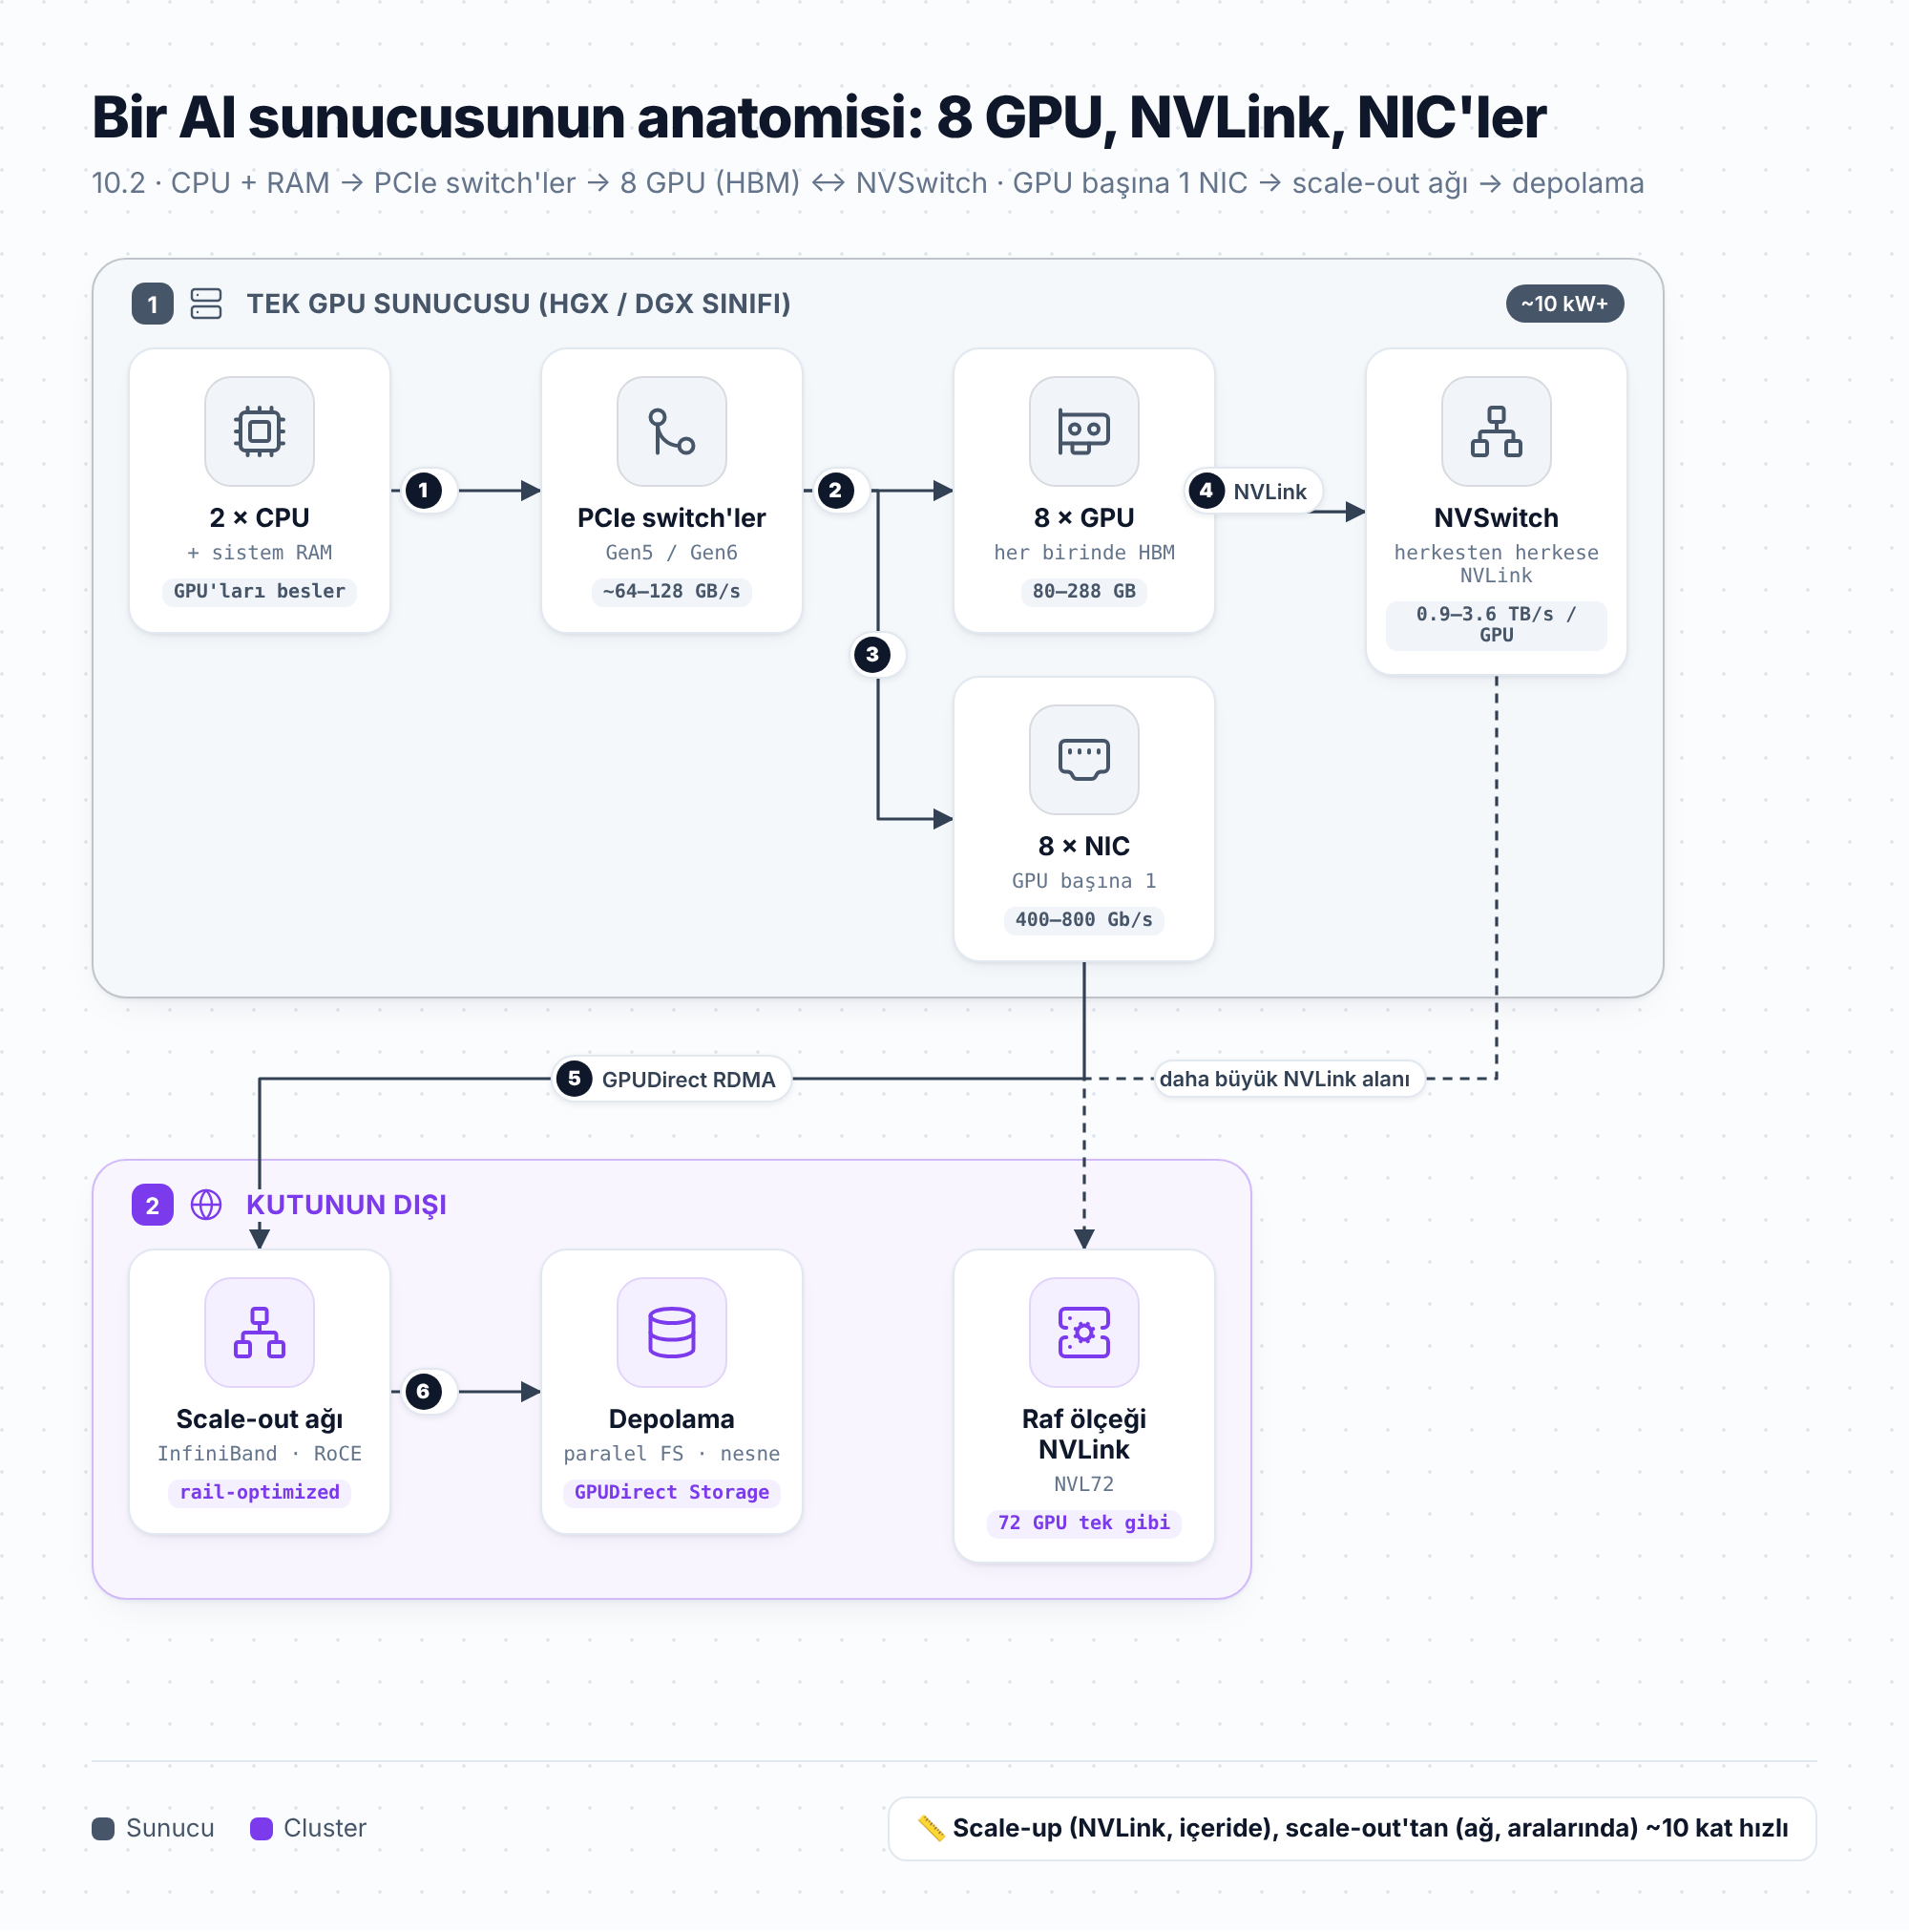 Bir AI sunucusunun anatomisi: 8 GPU, NVLink, NIC'ler
10.2 · CPU + RAM → PCIe switch'ler → 8 GPU (HBM) ↔ NVSwitch · GPU başına 1 NIC → scale-out ağı → depolama
1 TEK GPU SUNUCUSU (HGX / DGX SINIFI)
~10 kW+
2 × CPU
+ sistem RAM
GPU'ları besler
1
PCIe switch'ler
Gen5 / Gen6
~64–128 GB/s
2
3
8 × GPU
her birinde HBM
80–288 GB
4 NVLink
NVSwitch
herkesten herkese
NVLink
0.9–3.6 TB/s /
GPU
8 × NIC
GPU başına 1
400–800 Gb/s
5 GPUDirect RDMA
daha büyük NVLink alanı
2 KUTUNUN DIŞI
Scale-out ağı
InfiniBand · RoCE
rail-optimized
6
Depolama
paralel FS · nesne
GPUDirect Storage
Raf ölçeği
NVLink
NVL72
72 GPU tek gibi
Sunucu
Cluster
📏 Scale-up (NVLink, içeride), scale-out'tan (ağ, aralarında) ~10 kat hızlı